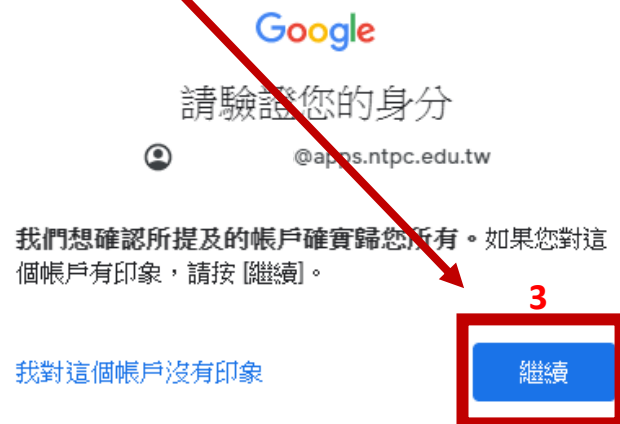 Google
請驗證您的身分
@apps.ntpc.edu.tw
我們想確認所提及的帳戶確實歸您所有。如果您對這
個帳戶有印象，請按 [繼續]。
3
我對這個帳戶沒有印象
繼續